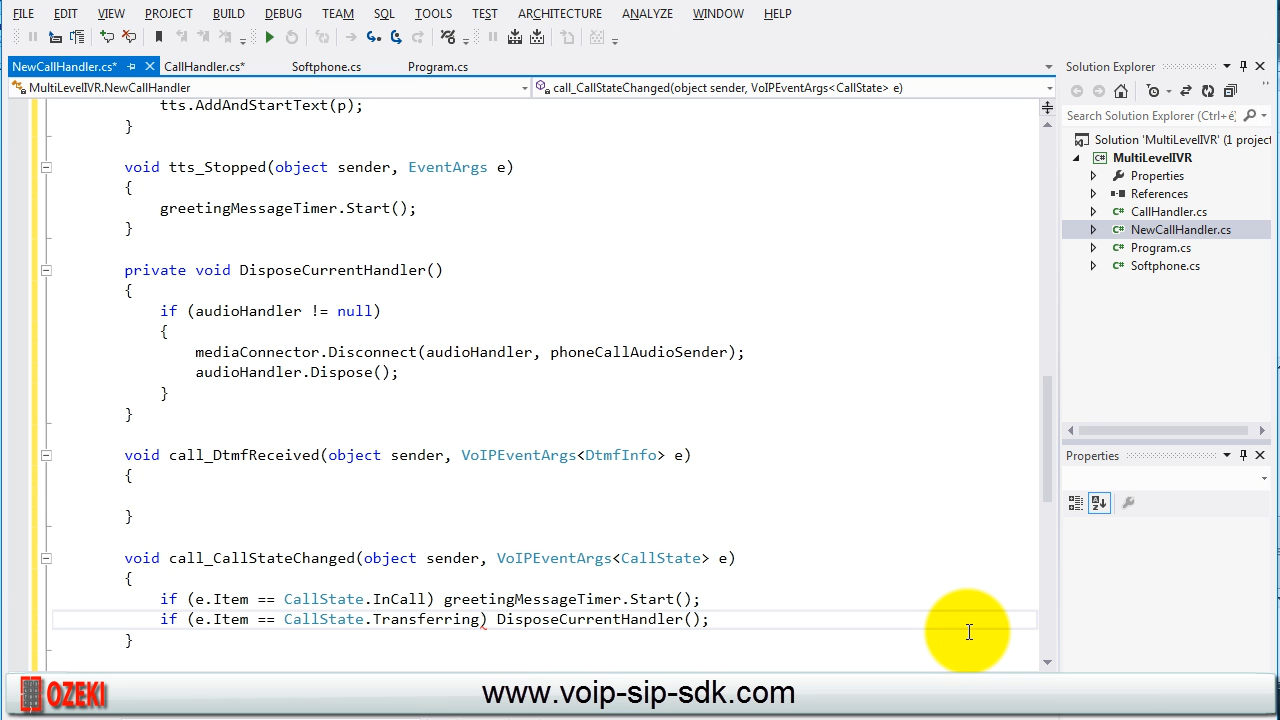 FILE EDIT VIEW PROJECT BUILD DEBUG TEAM SQL TOOLS TEST ARCHITECTURE ANALYZE WINDOW HELP
NewCallHandler.cs* CallHandler.cs* Softphone.cs Program.cs
MultiLevelIVR.NewCallHandler call_CallStateChanged(object sender, VoIPEventArgs<CallState> e)
tts.AddAndStartText(p);
}
void tts_Stopped(object sender, EventArgs e)
{
greetingMessageTimer.Start();
}
private void DisposeCurrentHandler()
{
if (audioHandler != null)
{
mediaConnector.Disconnect(audioHandler, phoneCallAudioSender);
audioHandler.Dispose();
}
}
void call_DtmfReceived(object sender, VoIPEventArgs<DtmfInfo> e)
{
}
void call_CallStateChanged(object sender, VoIPEventArgs<CallState> e)
{
if (e.Item == CallState.InCall) greetingMessageTimer.Start();
if (e.Item == CallState.Transferring) DisposeCurrentHandler();
}
Solution Explorer
Search Solution Explorer (Ctrl+é)
Solution 'MultiLevelIVR' (1 project
MultiLevelIVR
Properties
References
C# CallHandler.cs
C# NewCallHandler.cs
C# Program.cs
C# Softphone.cs
Properties
OZEKI www.voip-sip-sdk.com